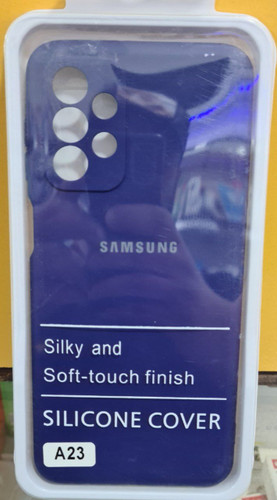 SAMSUNG
Silky and
Soft-touch finish
SILICONE COVER
A23